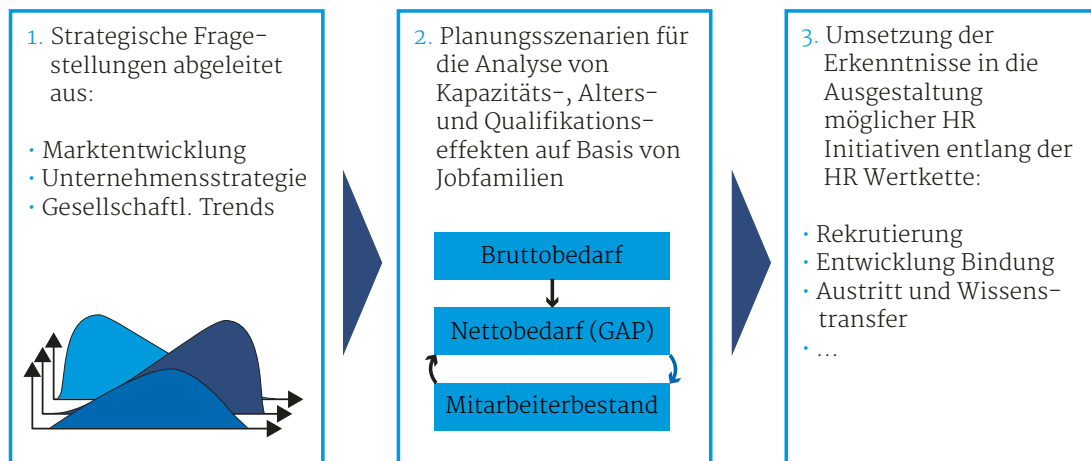 1. Strategische Frage-
stellungen abgeleitet
aus:
· Marktentwicklung
· Unternehmensstrategie
· Gesellschaftl. Trends
2. Planungsszenarien für
die Analyse von
Kapazitäts-, Alters-
und Qualifikations-
effekten auf Basis von
Jobfamilien
Bruttobedarf
Nettobedarf (GAP)
Mitarbeiterbestand
3. Umsetzung der
Erkenntnisse in die
Ausgestaltung
möglicher HR
Initiativen entlang der
HR Wertkette:
· Rekrutierung
· Entwicklung Bindung
· Austritt und Wissens-
transfer
· ...